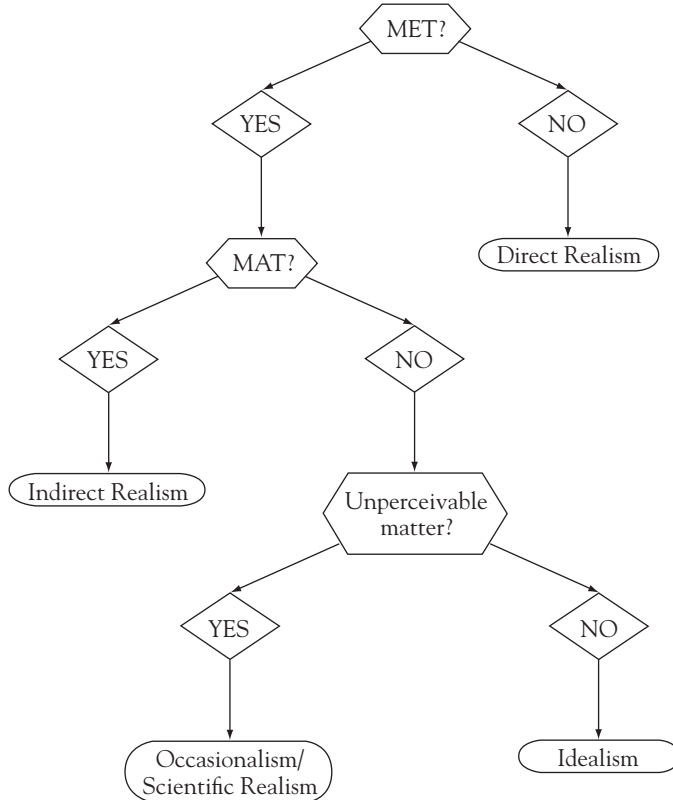 MET?
YES
NO
MAT?
Direct Realism
YES
NO
Indirect Realism
Unperceivable
matter?
YES
NO
Occasionalism/
Scientific Realism
Idealism